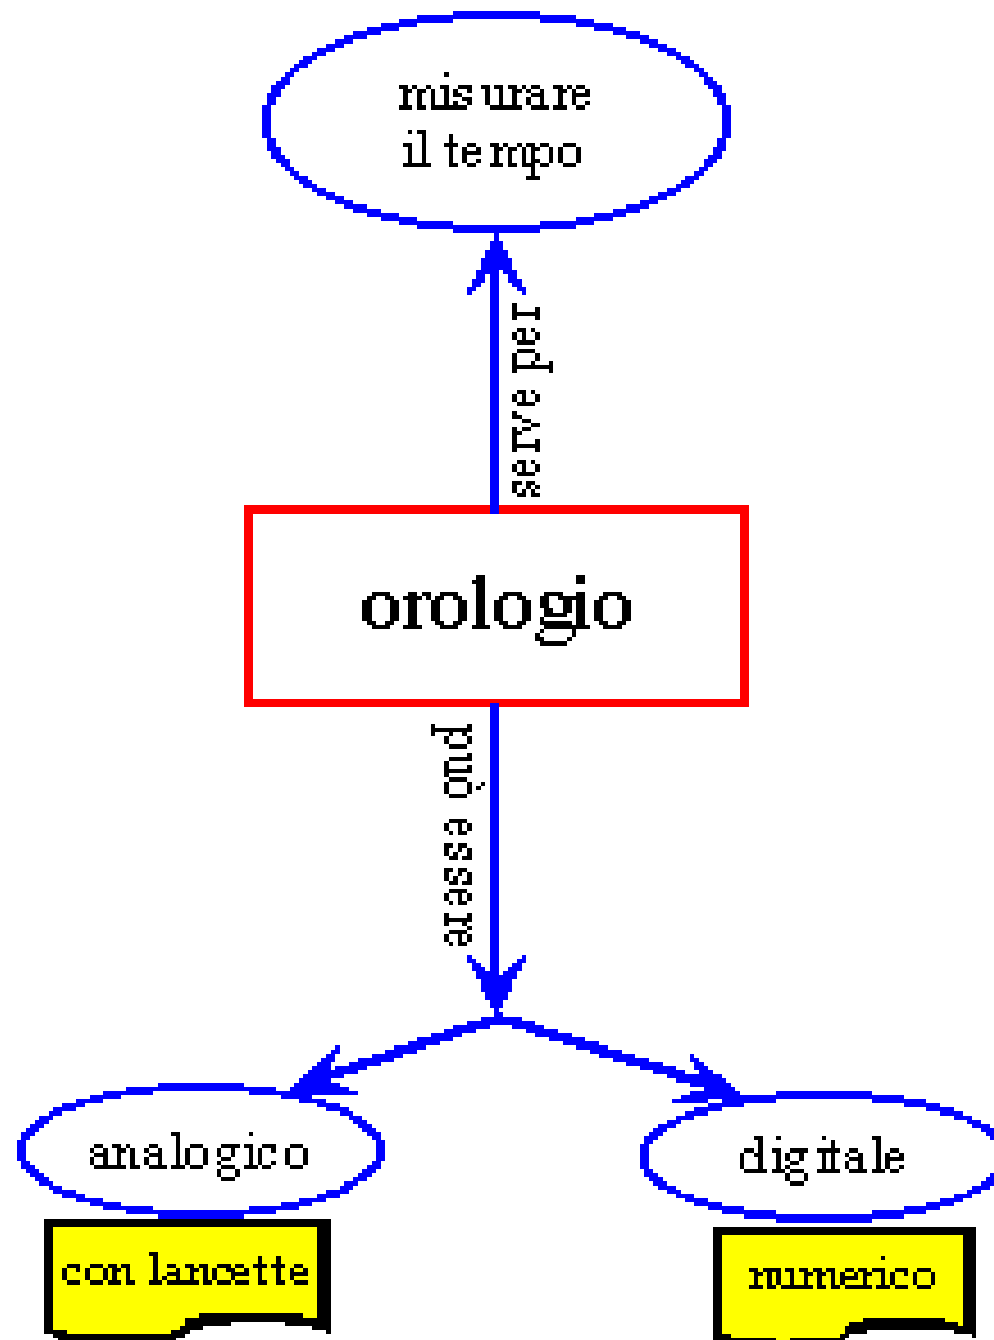 misurare
il tempo
serve per
orologio
può essere
analogico
digitale
con lancette
numerico